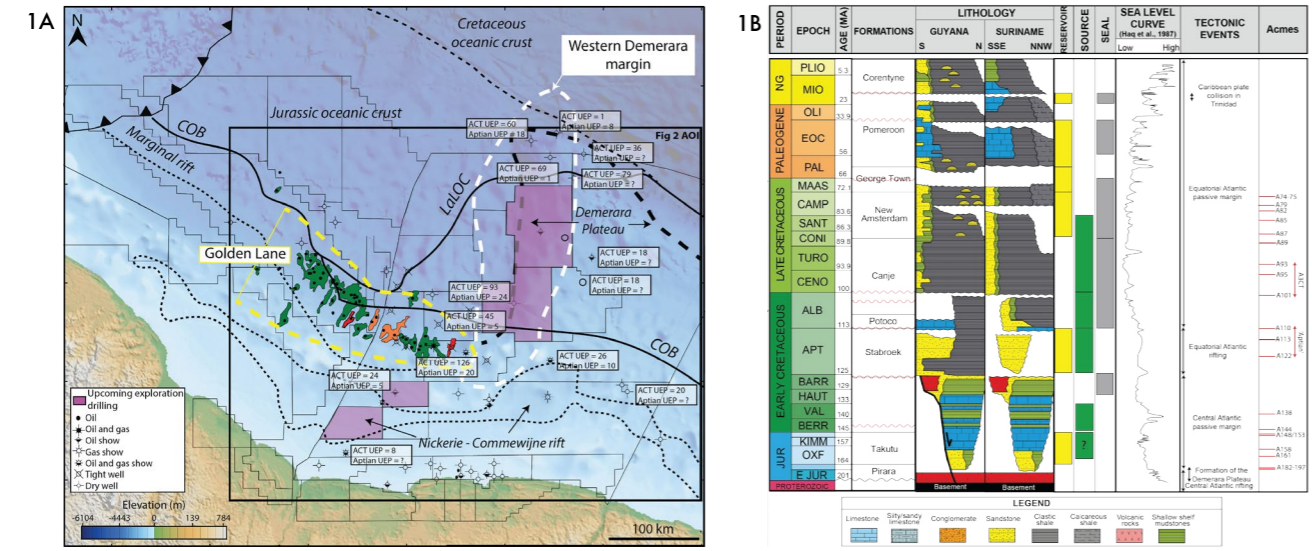 1A
N
Cretaceous
oceanic crust
Western Demerara
margin
Jurassic oceanic crust
COB
Marginal rift
LaLOC
Fig 2 AOI
ACT UEP = 60
Aptian UEP = 18
ACT UEP = 1
Aptian UEP = 8
ACT UEP = 36
Aptian UEP = ?
ACT UEP = 69
Aptian UEP = 1
ACT UEP = 79
Aptian UEP = ?
Demerara
Plateau
Golden Lane
ACT UEP = 18
Aptian UEP = ?
ACT UEP = 18
Aptian UEP = ?
ACT UEP = 93
Aptian UEP = 24
ACT UEP = 45
Aptian UEP = 5
COB
ACT UEP = 126
Aptian UEP = 20
ACT UEP = 26
Aptian UEP = 10
ACT UEP = 24
Aptian UEP = 5
ACT UEP = 20
Aptian UEP = ?
Nickerie - Commewijne rift
ACT UEP = 8
Aptian UEP = ?
Upcoming exploration
drilling
Oil
Oil and gas
Oil show
Gas show
Oil and gas show
Tight well
Dry well
Elevation (m)
-6104 -4443 0 139 784
100 km
1B
PERIOD
EPOCH
AGE (MA)
FORMATIONS
LITHOLOGY
GUYANA SURINAME
S N SSE NNW
RESERVOIR
SOURCE
SEAL
SEA LEVEL
CURVE
(Haq et al., 1987)
Low High
TECTONIC
EVENTS
Acmes
NG
PLIO 5.3
MIO
23
Corentyne
PALEOGENE
OLI
33.9
EOC
56
Pomeroon
PAL
66
George Town
LATE CRETACEOUS
MAAS 72.1
CAMP
83.6
New
Amsterdam
SANT
86.3
CONI 89.8
TURO
93.9
Canje
CENO
100
EARLY CRETACEOUS
ALB
113
Potoco
APT
125
Stabroek
BARR
129
HAUT
133
VAL
140
BERR 145
JUR
KIMM 157
OXF
164
Takutu
E JUR 201
Pirara
PROTEROZOIC
Basement
Basement
?
Caribbean plate
collision in
Trinidad
Equatorial Atlantic
passive margin
Equatorial Atlantic
rifting
Central Atlantic
passive margin
Formation of the
Demerara Plateau
Central Atlantic rifting
A74-75
A79
A82
A85
A87
A89
A93
A95
A101
ACT
A110
A113
A122
Aptian
A138
A144
A148/153
A156
A161
A182-197
LEGEND
Limestone
Silty/sandy
limestone
Conglomerate
Sandstone
Clastic
shale
Calcareous
shale
Volcanic
rocks
Shallow shelf
mudstones